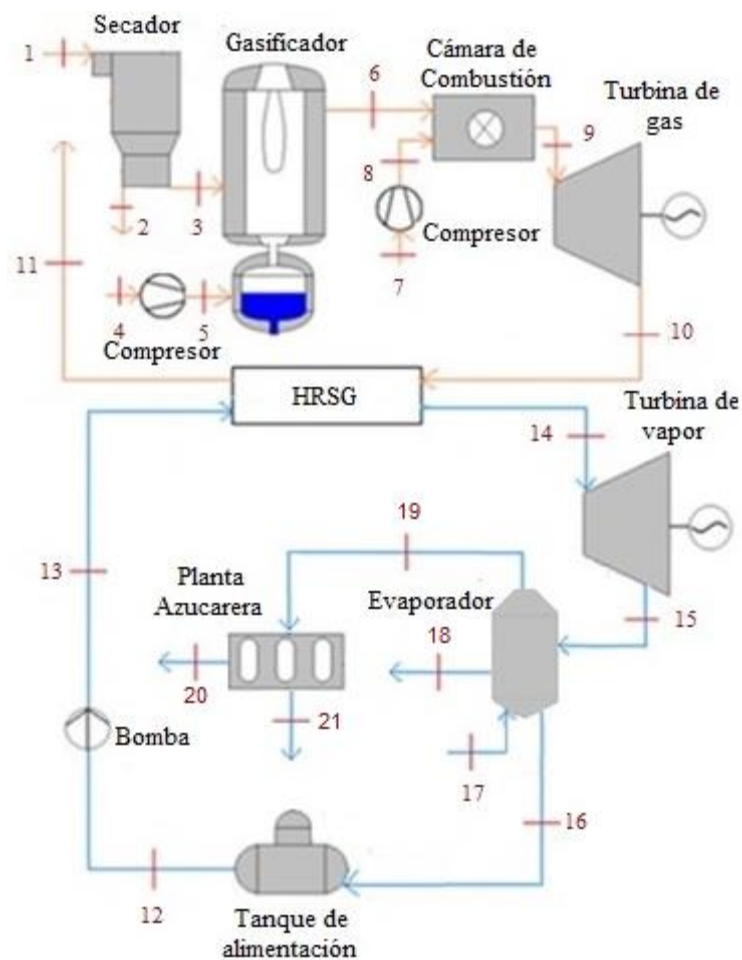 Secador
Gasificador
Cámara de
Combustión
Turbina de
gas
1
6
9
8
2
3
Compresor
7
11
4
5
Compresor
10
HRSG
Turbina de
vapor
14
19
13
Planta
Azucarera
Evaporador
18
15
20
21
Bomba
17
16
12
Tanque de
alimentación